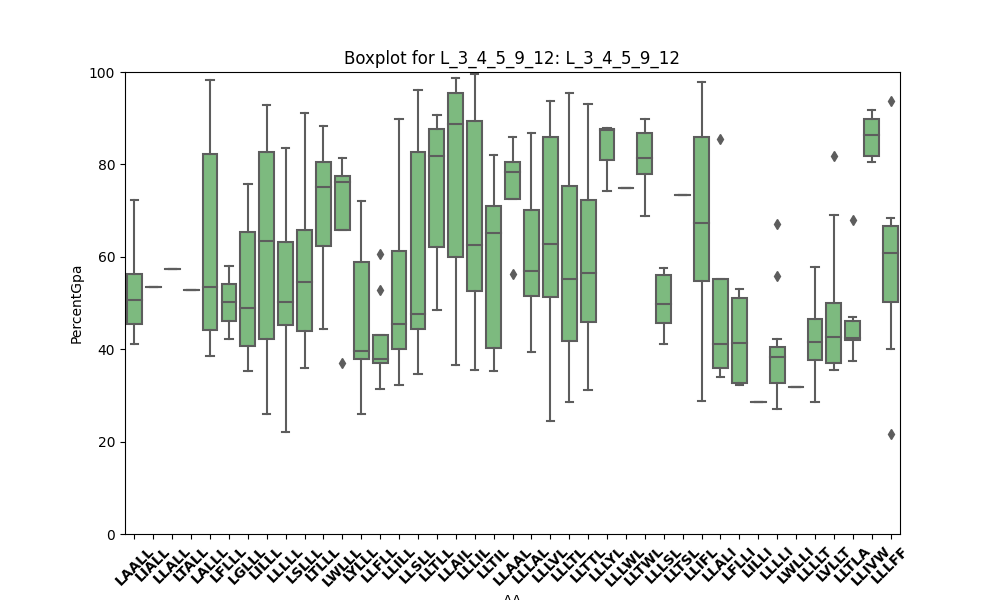 Boxplot for L_3_4_5_9_12: L_3_4_5_9_12
PercentGpa
100
80
60
40
20
0
LAALL
LIALL
LLALL
LTALL
LALLL
LFLLL
LGLLL
LILLL
LLLLL
LSLLL
LTLLL
LWLLL
LYLLL
LLFLL
LLILL
LLSLL
LLTLL
LLAIL
LLLIL
LLTIL
LLAAL
LLLAL
LLLVL
LLLTL
LLTTL
LLLYL
LLLWL
LLTWL
LLLSL
LLTSL
LLIFL
LLALI
LFLLI
LILLI
LLLLI
LWLLI
LLLLT
LVLLT
LLTLA
LLIVW
LLLFF